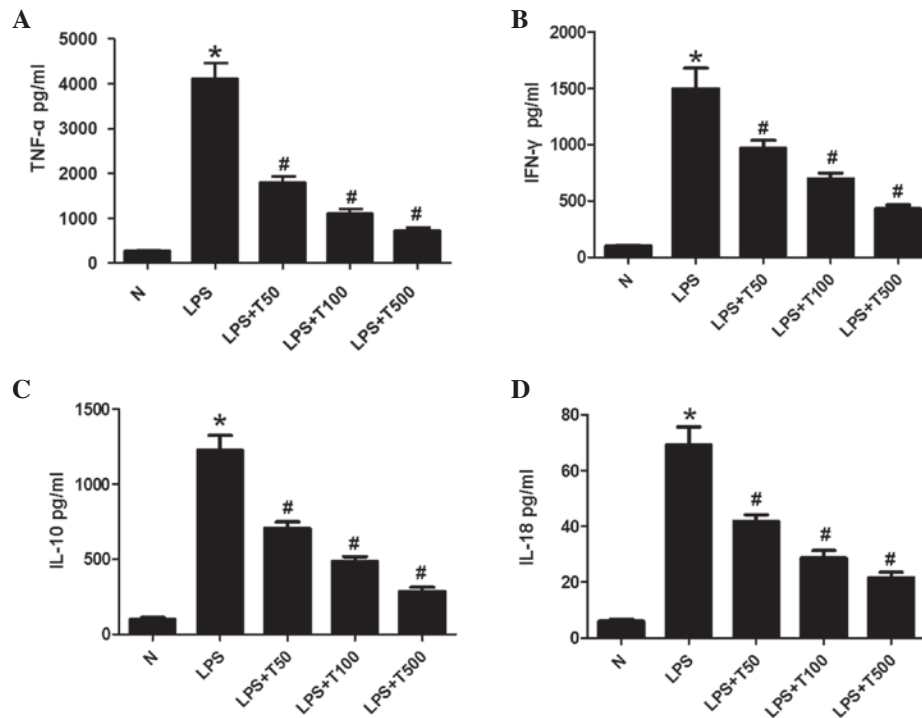 A
TNF-α pg/ml
5000
4000
3000
2000
1000
0
*
#
#
#
N
LPS
LPS+T50
LPS+T100
LPS+T500
B
IFN-γ pg/ml
2000
1500
1000
500
0
*
#
#
#
N
LPS
LPS+T50
LPS+T100
LPS+T500
C
IL-10 pg/ml
1500
1000
500
0
*
#
#
#
N
LPS
LPS+T50
LPS+T100
LPS+T500
D
IL-18 pg/ml
80
60
40
20
0
*
#
#
#
N
LPS
LPS+T50
LPS+T100
LPS+T500